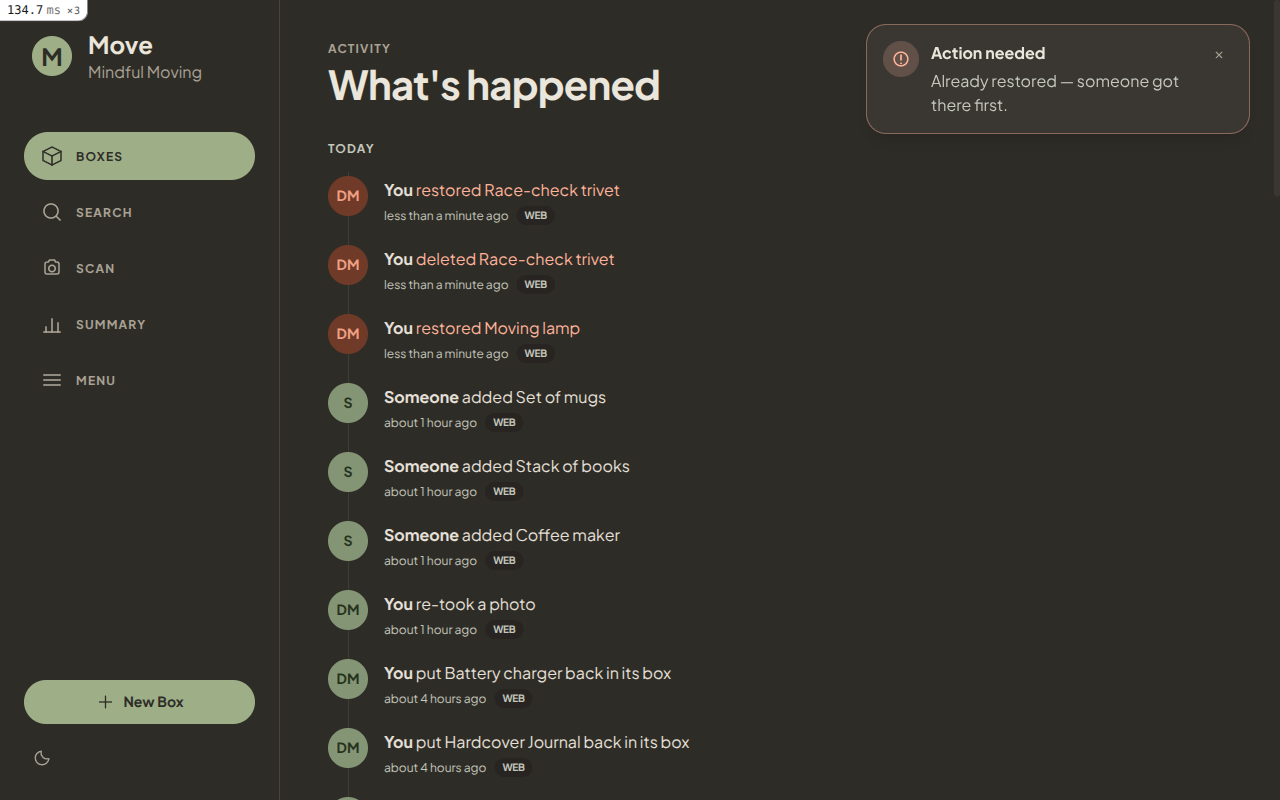 134.7 ms ×3
M
Move
Mindful Moving
BOXES
SEARCH
SCAN
SUMMARY
MENU
New Box
ACTIVITY
What's happened
TODAY
DM
You restored Race-check trivet
less than a minute ago WEB
DM
You deleted Race-check trivet
less than a minute ago WEB
DM
You restored Moving lamp
less than a minute ago WEB
S
Someone added Set of mugs
about 1 hour ago WEB
S
Someone added Stack of books
about 1 hour ago WEB
S
Someone added Coffee maker
about 1 hour ago WEB
DM
You re-took a photo
about 1 hour ago WEB
DM
You put Battery charger back in its box
about 4 hours ago WEB
DM
You put Hardcover Journal back in its box
about 4 hours ago WEB
Action needed
×
Already restored — someone got
there first.